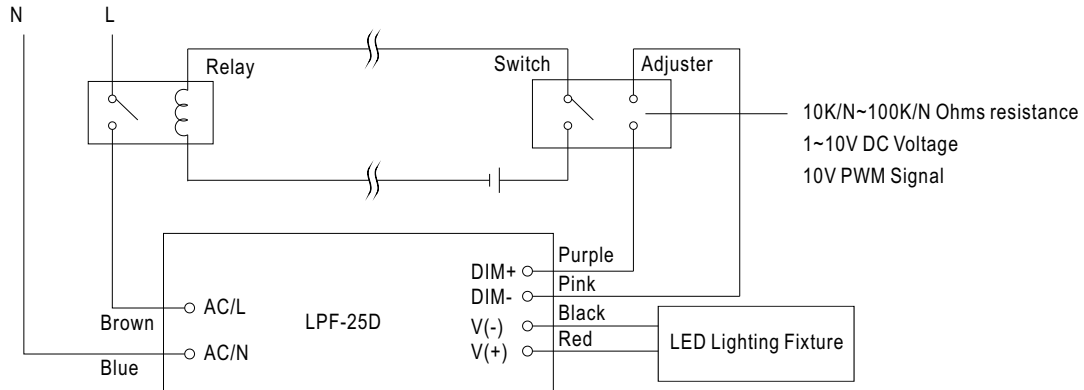 N
L
Relay
Switch
Adjuster
10K/N~100K/N Ohms resistance
1~10V DC Voltage
10V PWM Signal
Purple
DIM+
Pink
DIM-
Black
V(-)
Red
V(+)
AC/L
Brown
LPF-25D
AC/N
Blue
LED Lighting Fixture